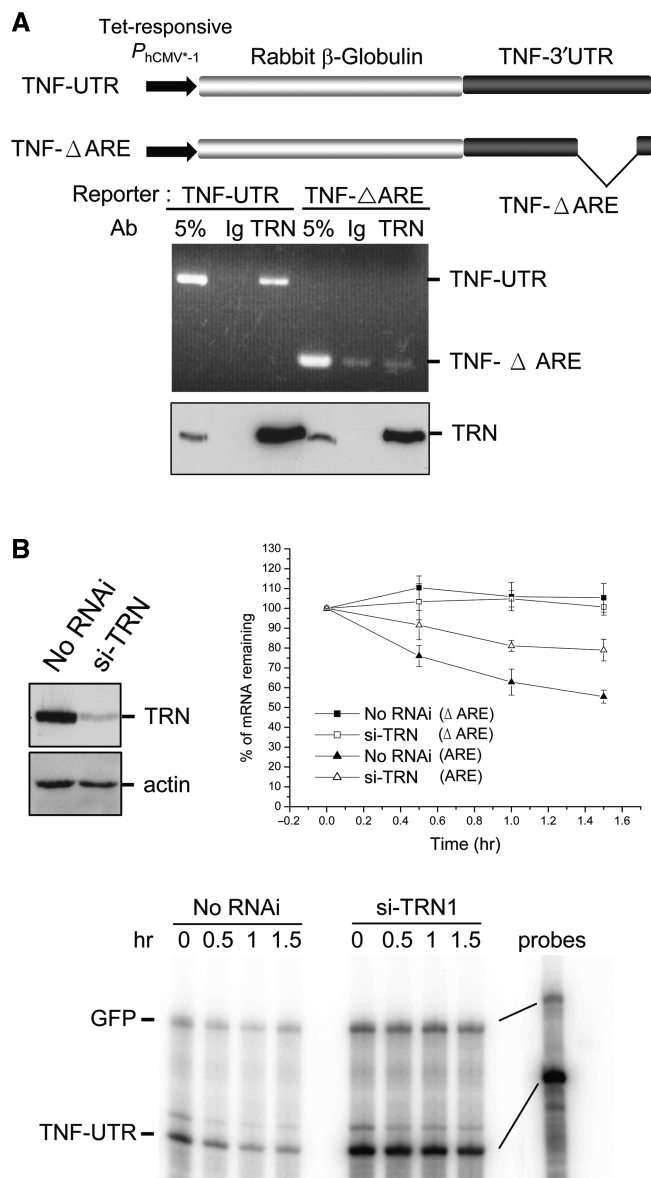 A
Tet-responsive
PhCMV*-1
Rabbit β-Globulin
TNF-3′UTR
TNF-UTR
TNF-Δ ARE
TNF-Δ ARE
Reporter : TNF-UTR TNF-△ARE
Ab 5% Ig TRN 5% Ig TRN
TNF-UTR
TNF- Δ ARE
TRN
B
No RNAi
si-TRN
TRN
actin
130
120
110
100
90
80
70
60
50
40
30
20
10
0
% of mRNA remaining
No RNAi (Δ ARE)
si-TRN (Δ ARE)
No RNAi (ARE)
si-TRN (ARE)
−0.2 0.0 0.2 0.4 0.6 0.8 1.0 1.2 1.4 1.6
Time (hr)
No RNAi si-TRN1
hr 0 0.5 1 1.5 0 0.5 1 1.5 probes
GFP
TNF-UTR